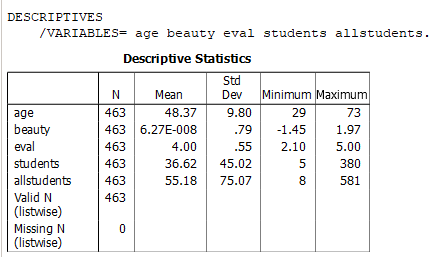 DESCRIPTIVES
/VARIABLES= age beauty eval students allstudents.
Descriptive Statistics
N Mean Std Dev Minimum Maximum
age 463 48.37 9.80 29 73
beauty 463 6.27E-008 .79 -1.45 1.97
eval 463 4.00 .55 2.10 5.00
students 463 36.62 45.02 5 380
allstudents 463 55.18 75.07 8 581
Valid N 463
(listwise)
Missing N 0
(listwise)